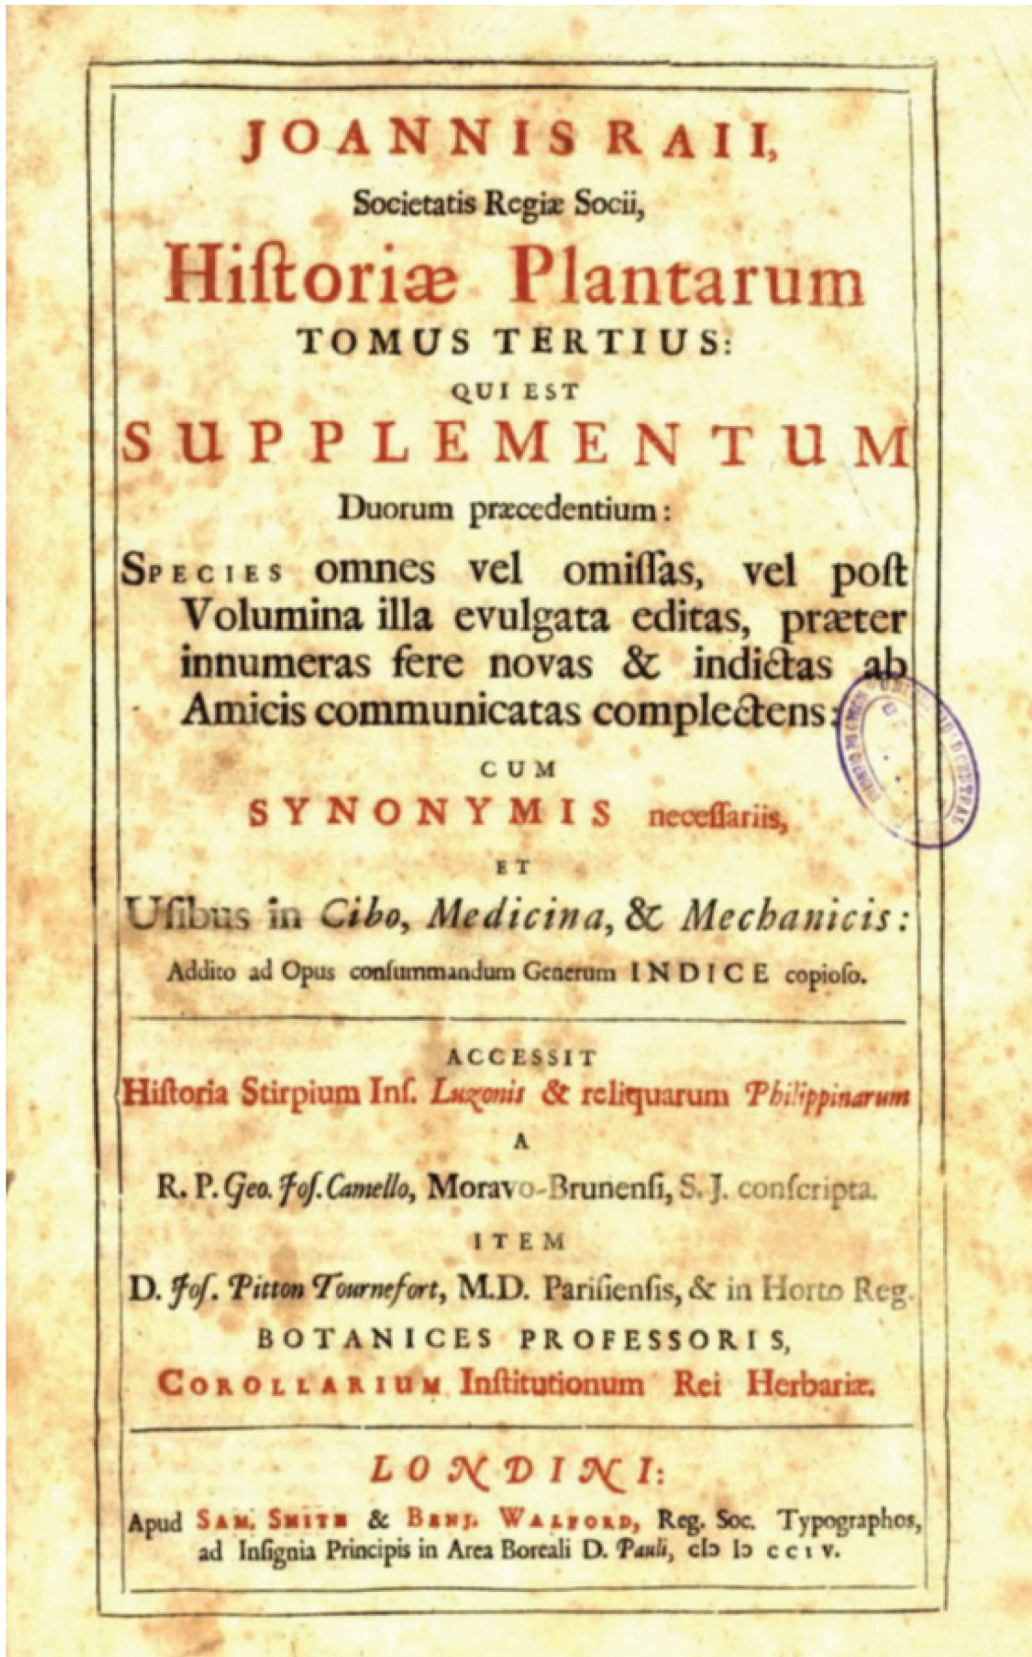 JOANNIS RAII,
Societatis Regiæ Socii,
Hiſtoriæ Plantarum
TOMUS TERTIUS:
QUI EST
SUPPLEMENTUM
Duorum præcedentium:
SPECIES omnes vel omiſſas, vel poſt
Volumina illa evulgata editas, præter
innumeras fere novas & indictas ab
Amicis communicatas complectens:
CUM
SYNONYMIS neceſſariis,
ET
Uſibus in Cibo, Medicina, & Mechanicis:
Addito ad Opus conſummandum Generum INDICE copioſo.
ACCESSIT
Hiſtoria Stirpium Inſ. Luzonis & reliquarum Philippinarum
A
R. P. Geo. Joſ. Camello, Moravo-Brunenſi, S. J. conſcripta.
ITEM
D. Joſ. Pitton Tournefort, M.D. Pariſienſis, & in Horto Reg.
BOTANICES PROFESSORIS,
COROLLARIUM Inſtitutionum Rei Herbariæ.
LONDINI:
Apud SAM. SMITH & BENJ. WALFORD, Reg. Soc. Typographos,
ad Inſignia Principis in Area Boreali D. Pauli, cIɔ Iɔ ccıv.